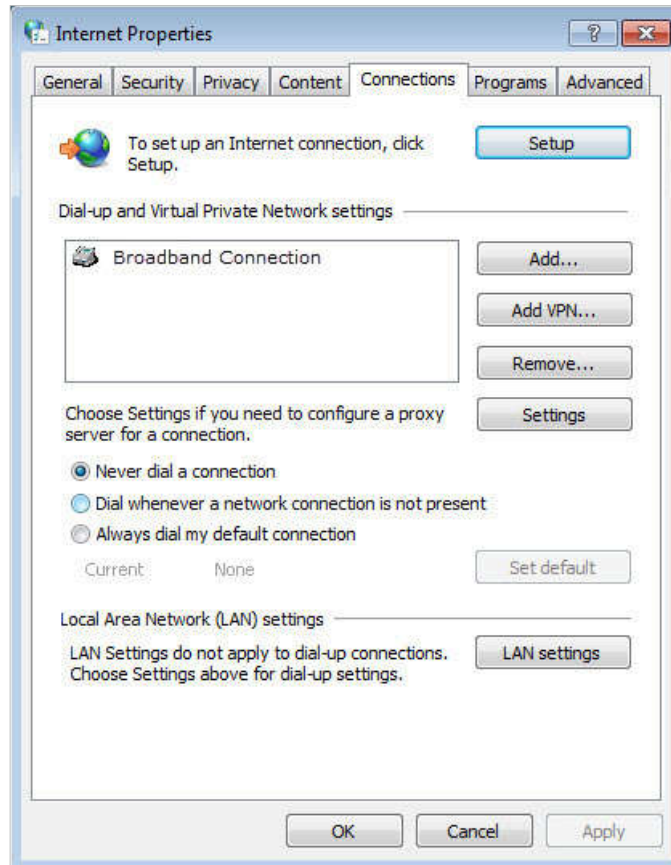 Internet Properties
General Security Privacy Content Connections Programs Advanced
To set up an Internet connection, click
Setup.
Setup
Dial-up and Virtual Private Network settings
Broadband Connection
Add...
Add VPN...
Remove...
Choose Settings if you need to configure a proxy
server for a connection.
Settings
Never dial a connection
Dial whenever a network connection is not present
Always dial my default connection
Current None
Set default
Local Area Network (LAN) settings
LAN Settings do not apply to dial-up connections.
Choose Settings above for dial-up settings.
LAN settings
OK Cancel Apply